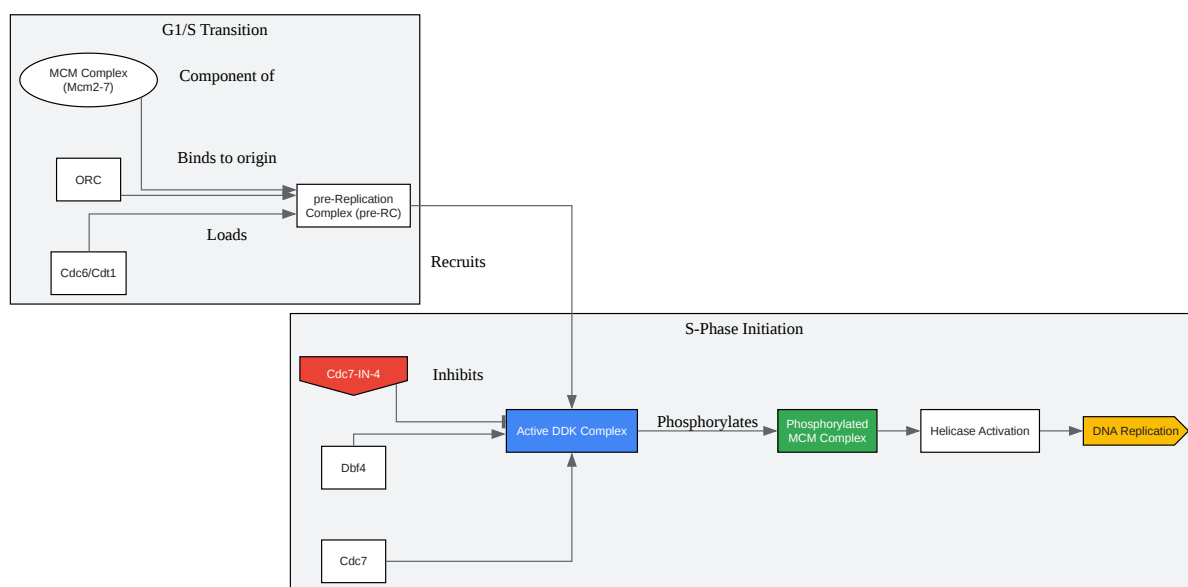 G1/S Transition
MCM Complex
(Mcm2-7)
Component of
Binds to origin
ORC
pre-Replication
Complex (pre-RC)
Loads
Cdc6/Cdt1
Recruits
S-Phase Initiation
Cdc7-IN-4
Inhibits
Active DDK Complex
Phosphorylates
Phosphorylated
MCM Complex
Helicase Activation
DNA Replication
Dbf4
Cdc7